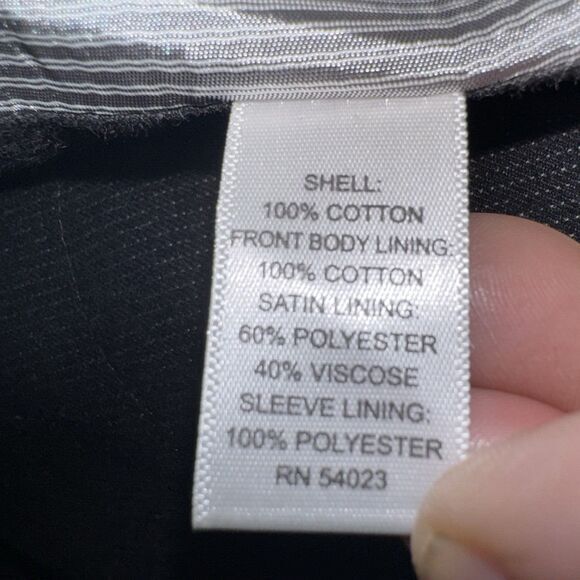 SHELL:
100% COTTON
FRONT BODY LINING:
100% COTTON
SATIN LINING:
60% POLYESTER
40% VISCOSE
SLEEVE LINING:
100% POLYESTER
RN 54023